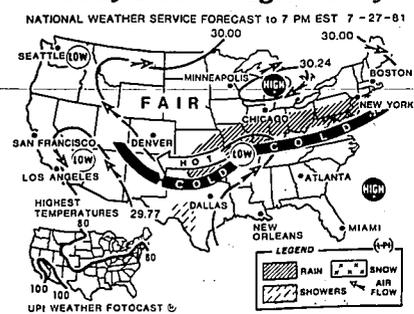 NATIONAL WEATHER SERVICE FORECAST to 7 PM EST 7-27-81
30.00
30.00
SEATTLE
LOW
30.24
MINNEAPOLIS
HIGH
BOSTON
FAIR
NEW YORK
CHICAGO
SAN FRANCISCO
DENVER
COLD
LOW
HOT
LOW
LOS ANGELES
COLD
ATLANTA
HIGH
HIGHEST
TEMPERATURES
29.77
DALLAS
80
NEW
ORLEANS
MIAMI
80
LEGEND
RAIN
SNOW
100
100
SHOWERS
AIR
FLOW
UPI WEATHER FOTOCAST